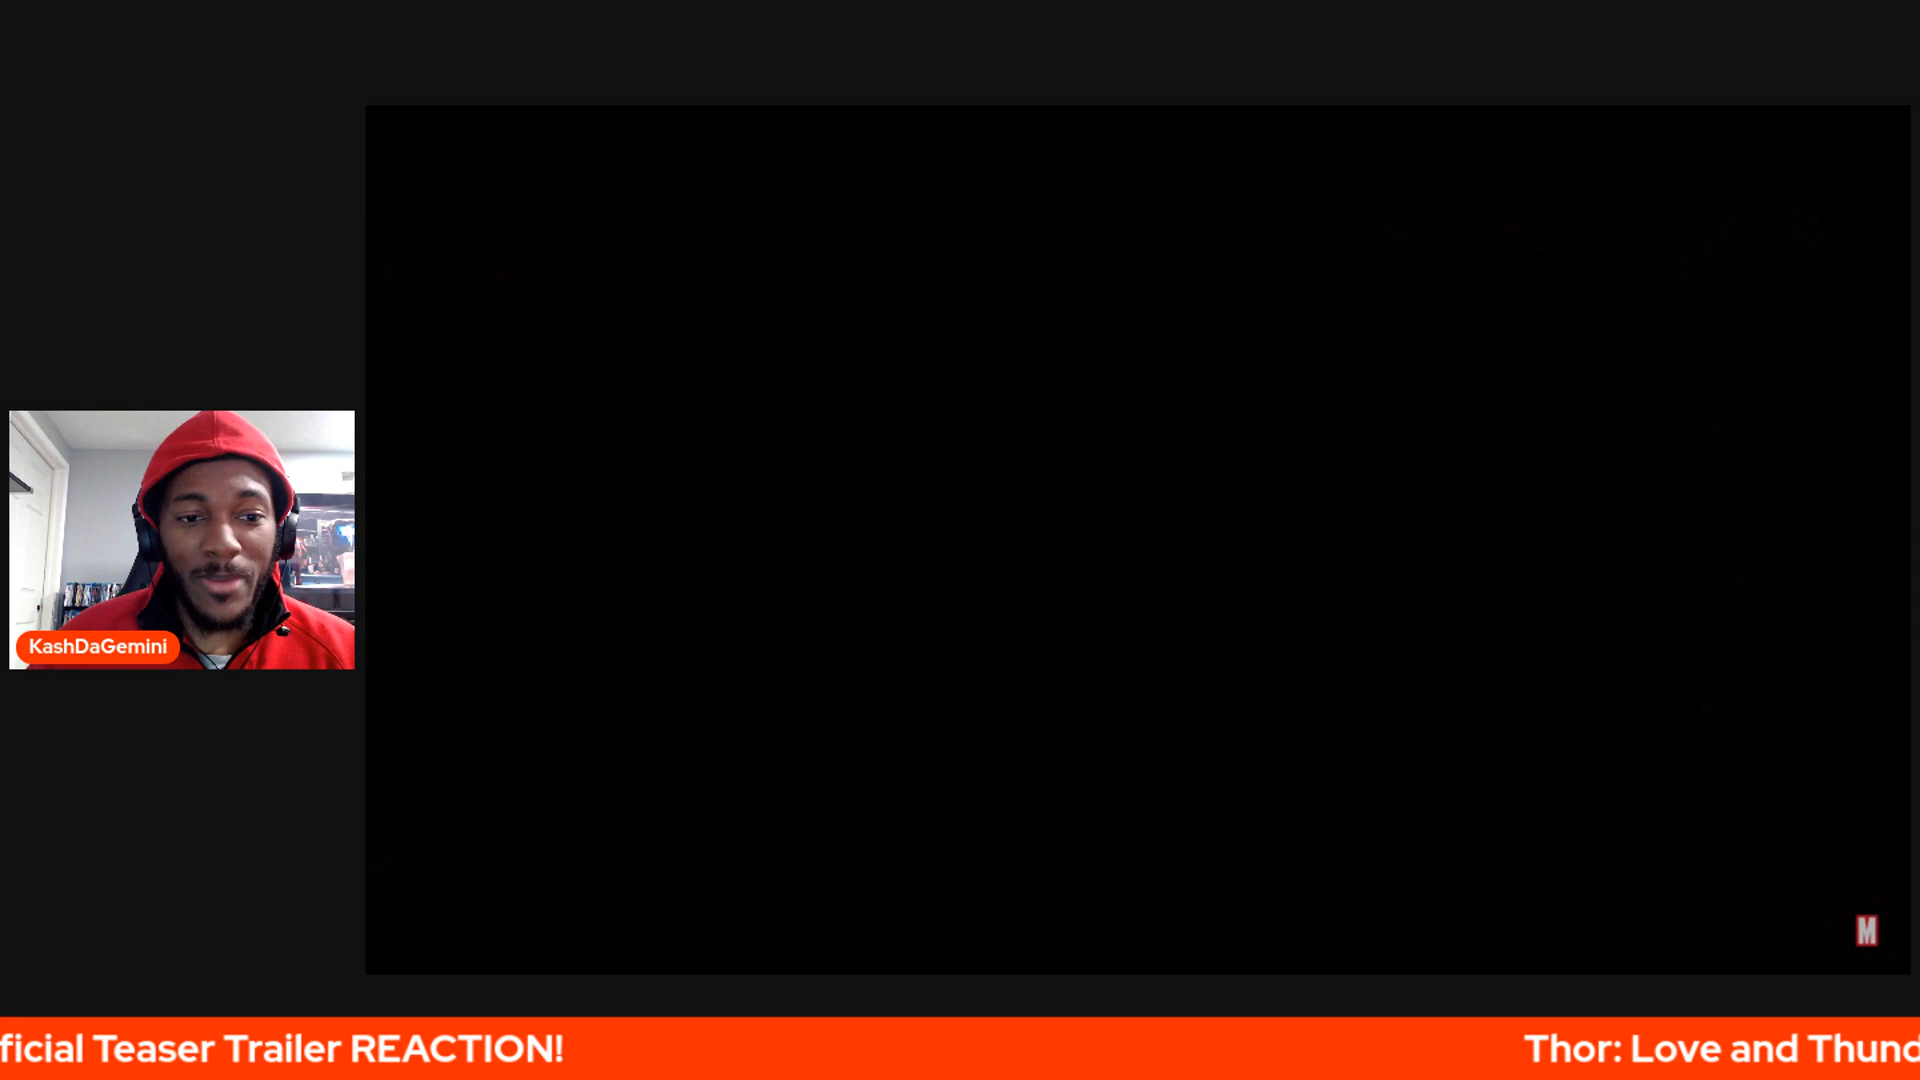 KashDaGemini
M
ficial Teaser Trailer REACTION!
Thor: Love and Thund